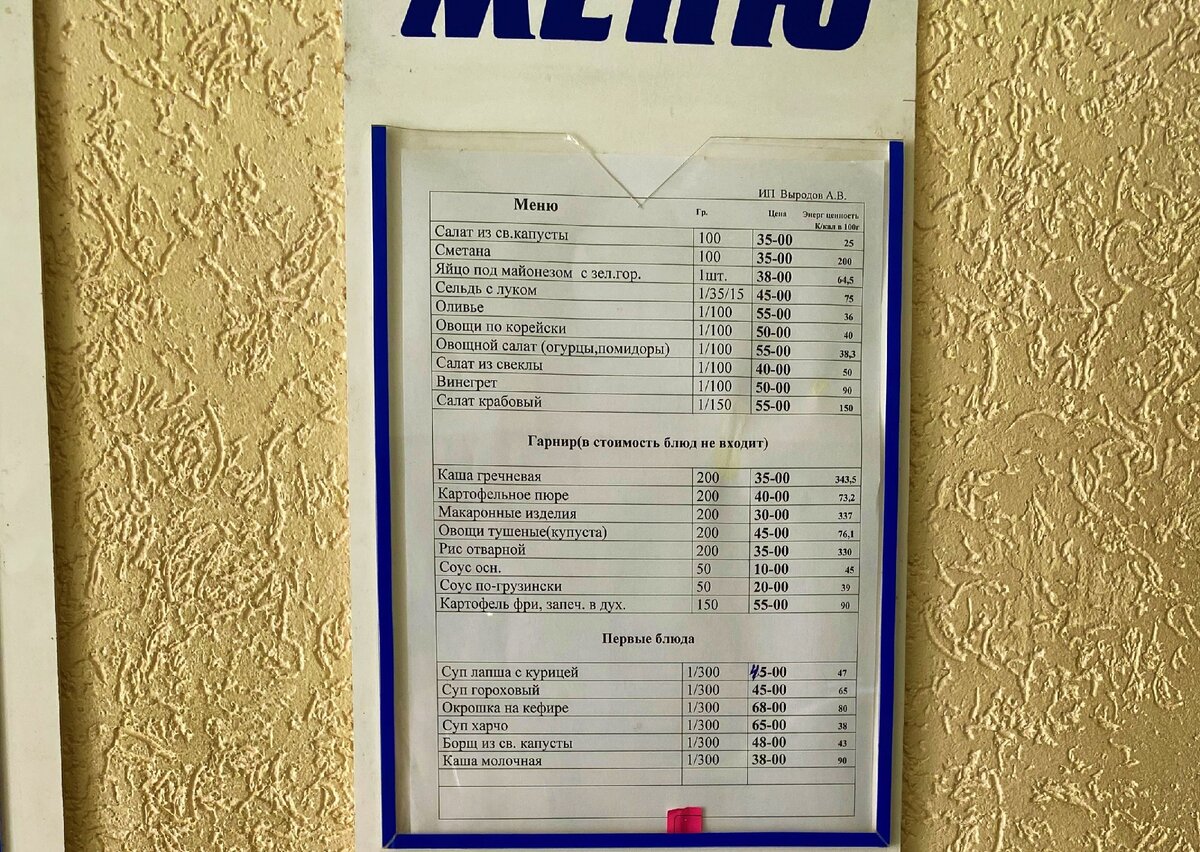 Меню
ИП Выродов А.В.
Меню Гр. Цена Энерг ценность К/кал в 100г
Салат из св.капусты 100 35-00 25
Сметана 100 35-00 200
Яйцо под майонезом с зел.гор. 1шт. 38-00 64,5
Сельдь с луком 1/35/15 45-00 75
Оливье 1/100 55-00 36
Овощи по корейски 1/100 50-00 40
Овощной салат (огурцы,помидоры) 1/100 55-00 38,3
Салат из свеклы 1/100 40-00 50
Винегрет 1/100 50-00 90
Салат крабовый 1/150 55-00 150
Гарнир(в стоимость блюд не входит)
Каша гречневая 200 35-00 343,5
Картофельное пюре 200 40-00 73,2
Макаронные изделия 200 30-00 337
Овощи тушеные(купуста) 200 45-00 76,1
Рис отварной 200 35-00 330
Соус осн. 50 10-00 45
Соус по-грузински 50 20-00 39
Картофель фри, запеч. в дух. 150 55-00 90
Первые блюда
Суп лапша с курицей 1/300 45-00 47
Суп гороховый 1/300 45-00 65
Окрошка на кефире 1/300 68-00 80
Суп харчо 1/300 65-00 38
Борщ из св. капусты 1/300 48-00 43
Каша молочная 1/300 38-00 90